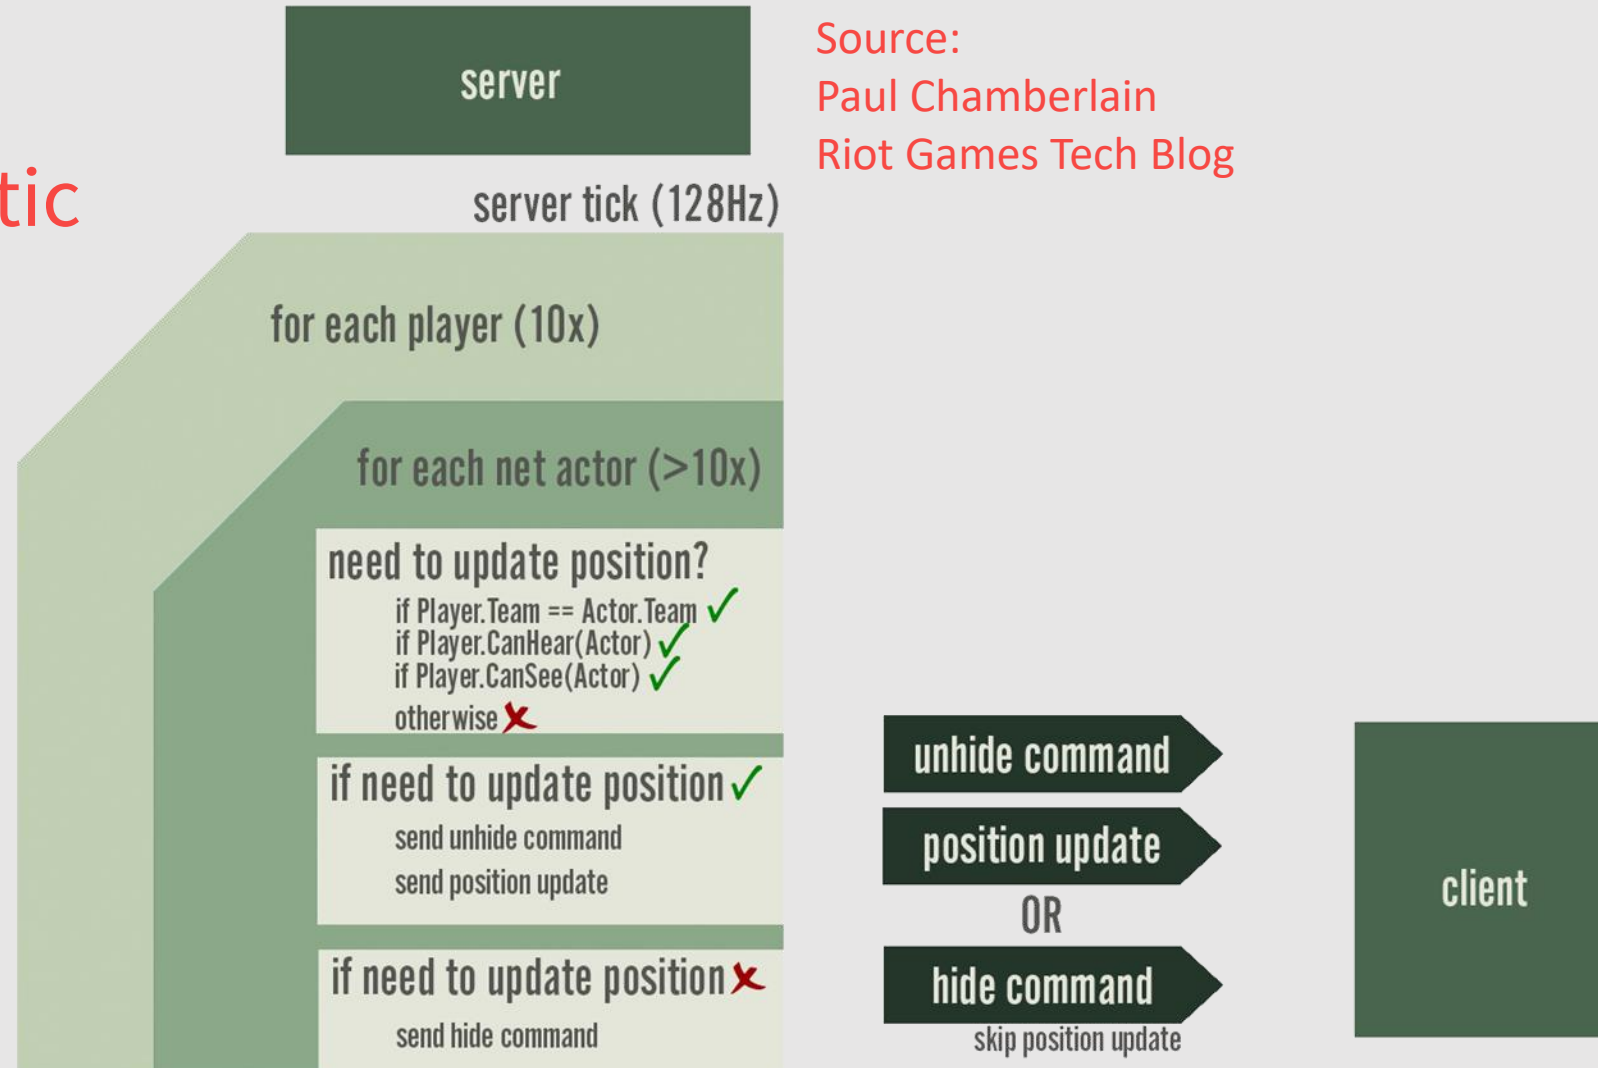 server
Source:
Paul Chamberlain
Riot Games Tech Blog
tic
server tick (128Hz)
for each player (10x)
for each net actor (>10x)
need to update position?
if Player.Team == Actor.Team ✓
if Player.CanHear(Actor) ✓
if Player.CanSee(Actor) ✓
otherwise ✗
if need to update position ✓
send unhide command
send position update
if need to update position ✗
send hide command
unhide command
position update
OR
hide command
skip position update
client